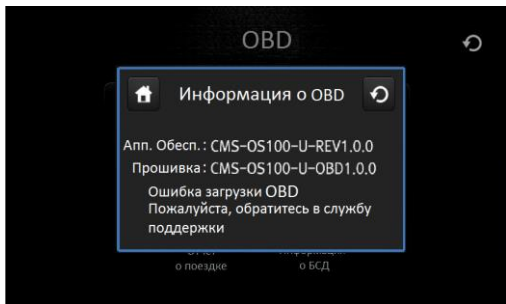 OBD
Информация о OBD
Апп. Обесп.: CMS-OS100-U-REV1.0.0
Прошивка: CMS-OS100-U-OBD1.0.0
Ошибка загрузки OBD
Пожалуйста, обратитесь в службу
поддержки
о поездке
о БСД